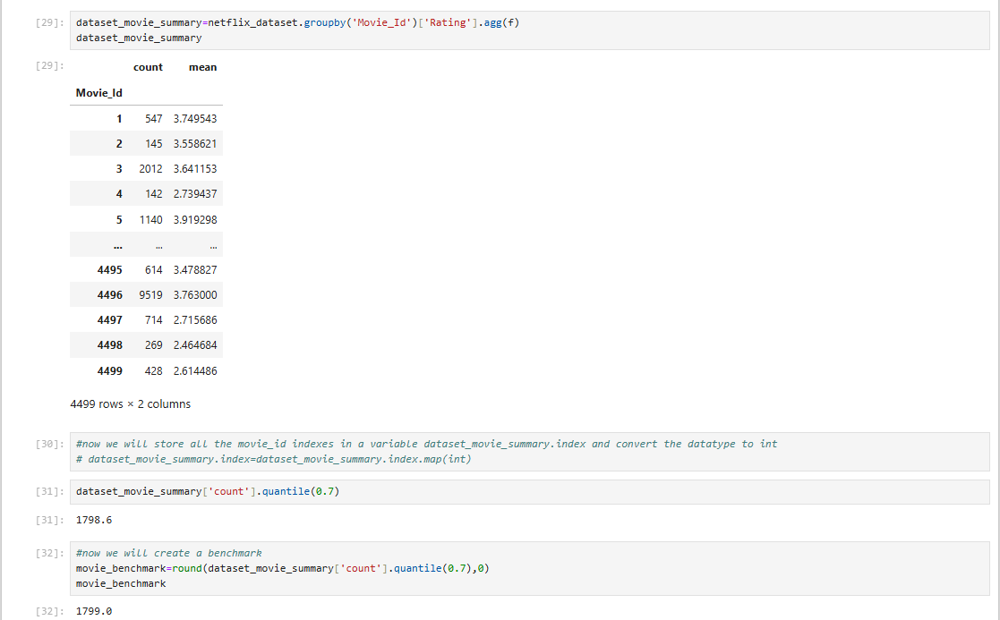 [29]: dataset_movie_summary=netflix_dataset.groupby('Movie_Id')['Rating'].agg(f)
dataset_movie_summary
[29]: count mean
Movie_Id
1 547 3.749543
2 145 3.558621
3 2012 3.641153
4 142 2.739437
5 1140 3.919298
... ... ...
4495 614 3.478827
4496 9519 3.763000
4497 714 2.715686
4498 269 2.464684
4499 428 2.614486
4499 rows × 2 columns
[30]: #now we will store all the movie_id indexes in a variable dataset_movie_summary.index and convert the datatype to int
# dataset_movie_summary.index=dataset_movie_summary.index.map(int)
[31]: dataset_movie_summary['count'].quantile(0.7)
[31]: 1798.6
[32]: #now we will create a benchmark
movie_benchmark=round(dataset_movie_summary['count'].quantile(0.7),0)
movie_benchmark
[32]: 1799.0